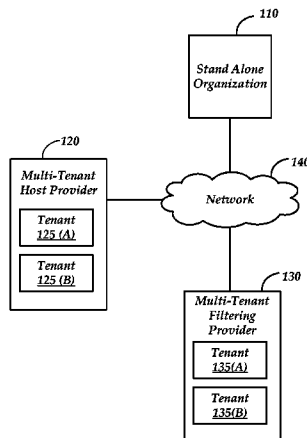 110
Stand Alone
Organization
120
140
Multi-Tenant
Host Provider
Network
Tenant
125 (A)
Tenant
125 (B)
130
Multi-Tenant
Filtering
Provider
Tenant
135(A)
Tenant
135(B)